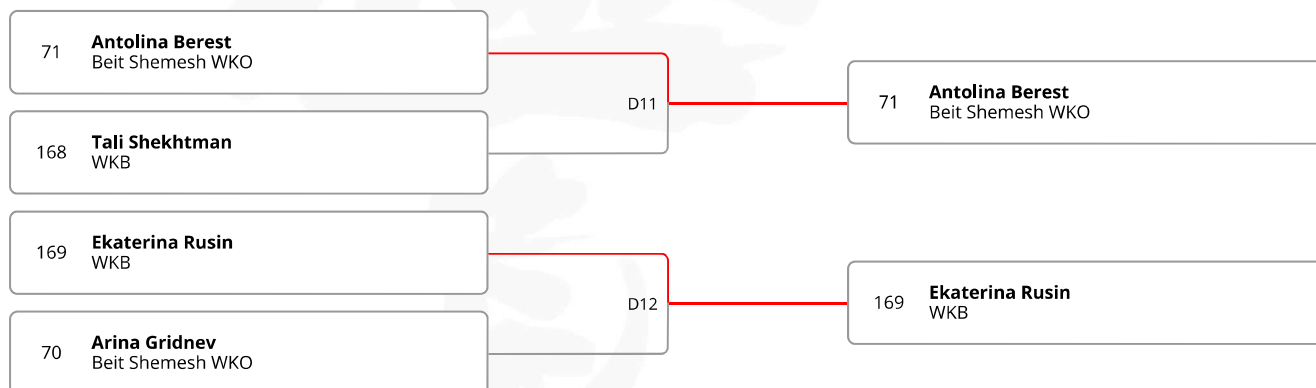 71
Antolina Berest
Beit Shemesh WKO
168
Tali Shekhtman
WKB
D11
169
Ekaterina Rusin
WKB
70
Arina Gridnev
Beit Shemesh WKO
D12
71
Antolina Berest
Beit Shemesh WKO
169
Ekaterina Rusin
WKB